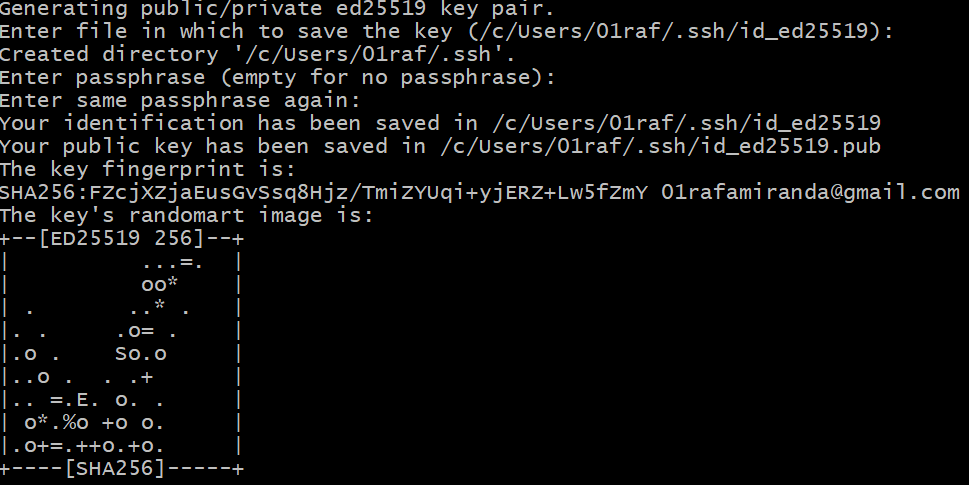 Generating public/private ed25519 key pair.
Enter file in which to save the key (/c/Users/01raf/.ssh/id_ed25519):
Created directory '/c/Users/01raf/.ssh'.
Enter passphrase (empty for no passphrase):
Enter same passphrase again:
Your identification has been saved in /c/Users/01raf/.ssh/id_ed25519
Your public key has been saved in /c/Users/01raf/.ssh/id_ed25519.pub
The key fingerprint is:
SHA256:FZcjXZjaEusGvSsq8Hjz/TmiZYUqi+yjERZ+Lw5fZmY 01rafamiranda@gmail.com
The key's randomart image is:
+--[ED25519 256]--+
|          ...=.  |
|          oo*    |
| .       ..* .   |
|. .     .o= .    |
|.o .    So.o     |
|..o .  . .+      |
|.. =.E. o. .     |
| o*.%o +o o.     |
|.o+=.++o.+o.     |
+----[SHA256]-----+